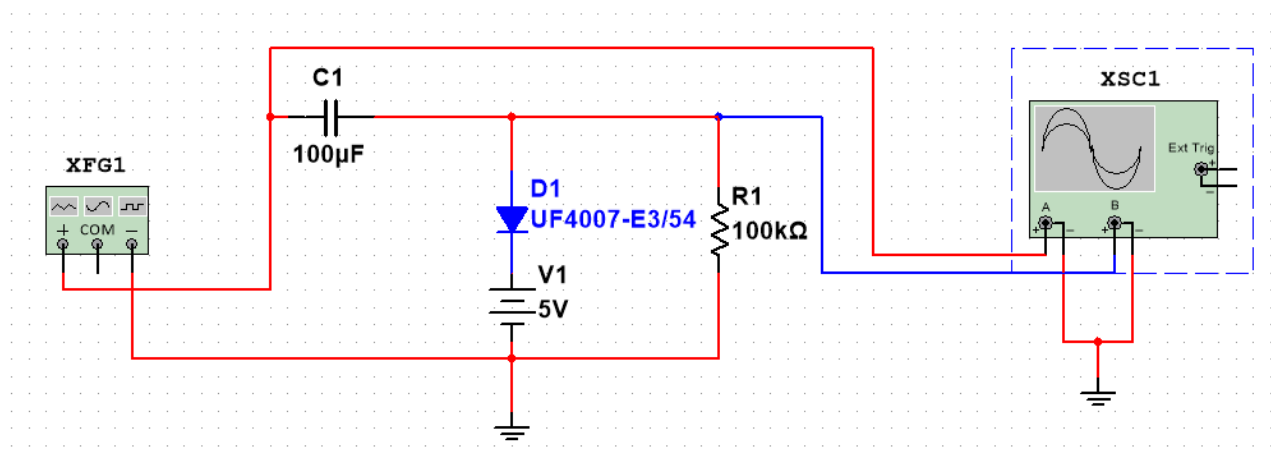 C1
100µF
XFG1
+ COM −
D1
UF4007-E3/54
V1
5V
R1
100kΩ
XSC1
Ext Trig
+
−
A
B
+ −
+ −